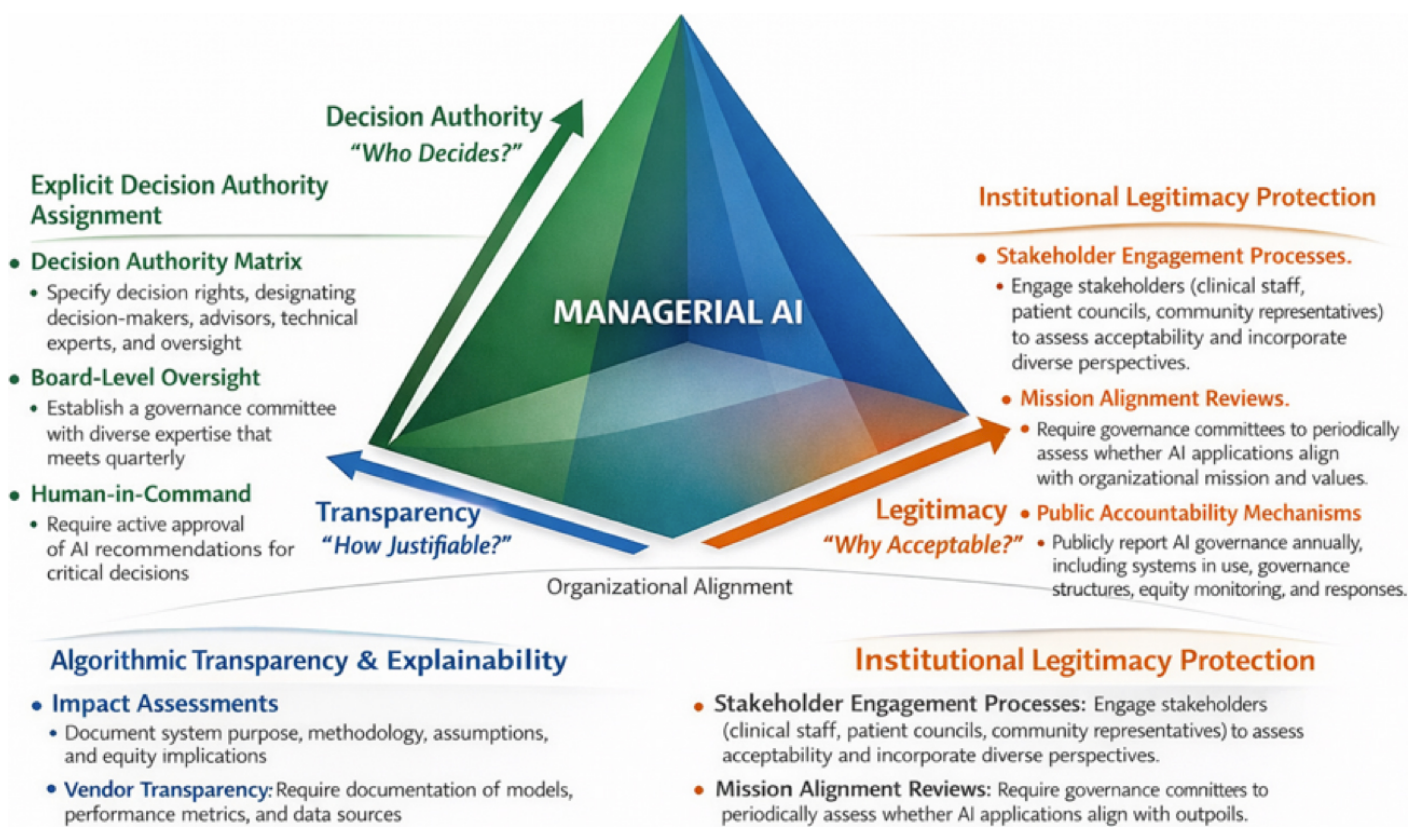 Decision Authority
“Who Decides?”
Explicit Decision Authority
Assignment
• Decision Authority Matrix
• Specify decision rights, designating
decision-makers, advisors, technical
experts, and oversight
• Board-Level Oversight
• Establish a governance committee
with diverse expertise that
meets quarterly
• Human-in-Command
• Require active approval
of AI recommendations for
critical decisions
MANAGERIAL AI
Transparency
“How Justifiable?”
Legitimacy
“Why Acceptable?”
Organizational Alignment
Institutional Legitimacy Protection
• Stakeholder Engagement Processes.
• Engage stakeholders (clinical staff,
patient councils, community representatives)
to assess acceptability and incorporate
diverse perspectives.
• Mission Alignment Reviews.
• Require governance committees to periodically
assess whether AI applications align
with organizational mission and values.
• Public Accountability Mechanisms
• Publicly report AI governance annually,
including systems in use, governance
structures, equity monitoring, and responses.
Algorithmic Transparency & Explainability
• Impact Assessments
• Document system purpose, methodology, assumptions,
and equity implications
• Vendor Transparency: Require documentation of models,
performance metrics, and data sources
Institutional Legitimacy Protection
• Stakeholder Engagement Processes: Engage stakeholders
(clinical staff, patient councils, community representatives) to assess
acceptability and incorporate diverse perspectives.
• Mission Alignment Reviews: Require governance comnitters to
periodically assess whether AI applications align with outpoils.